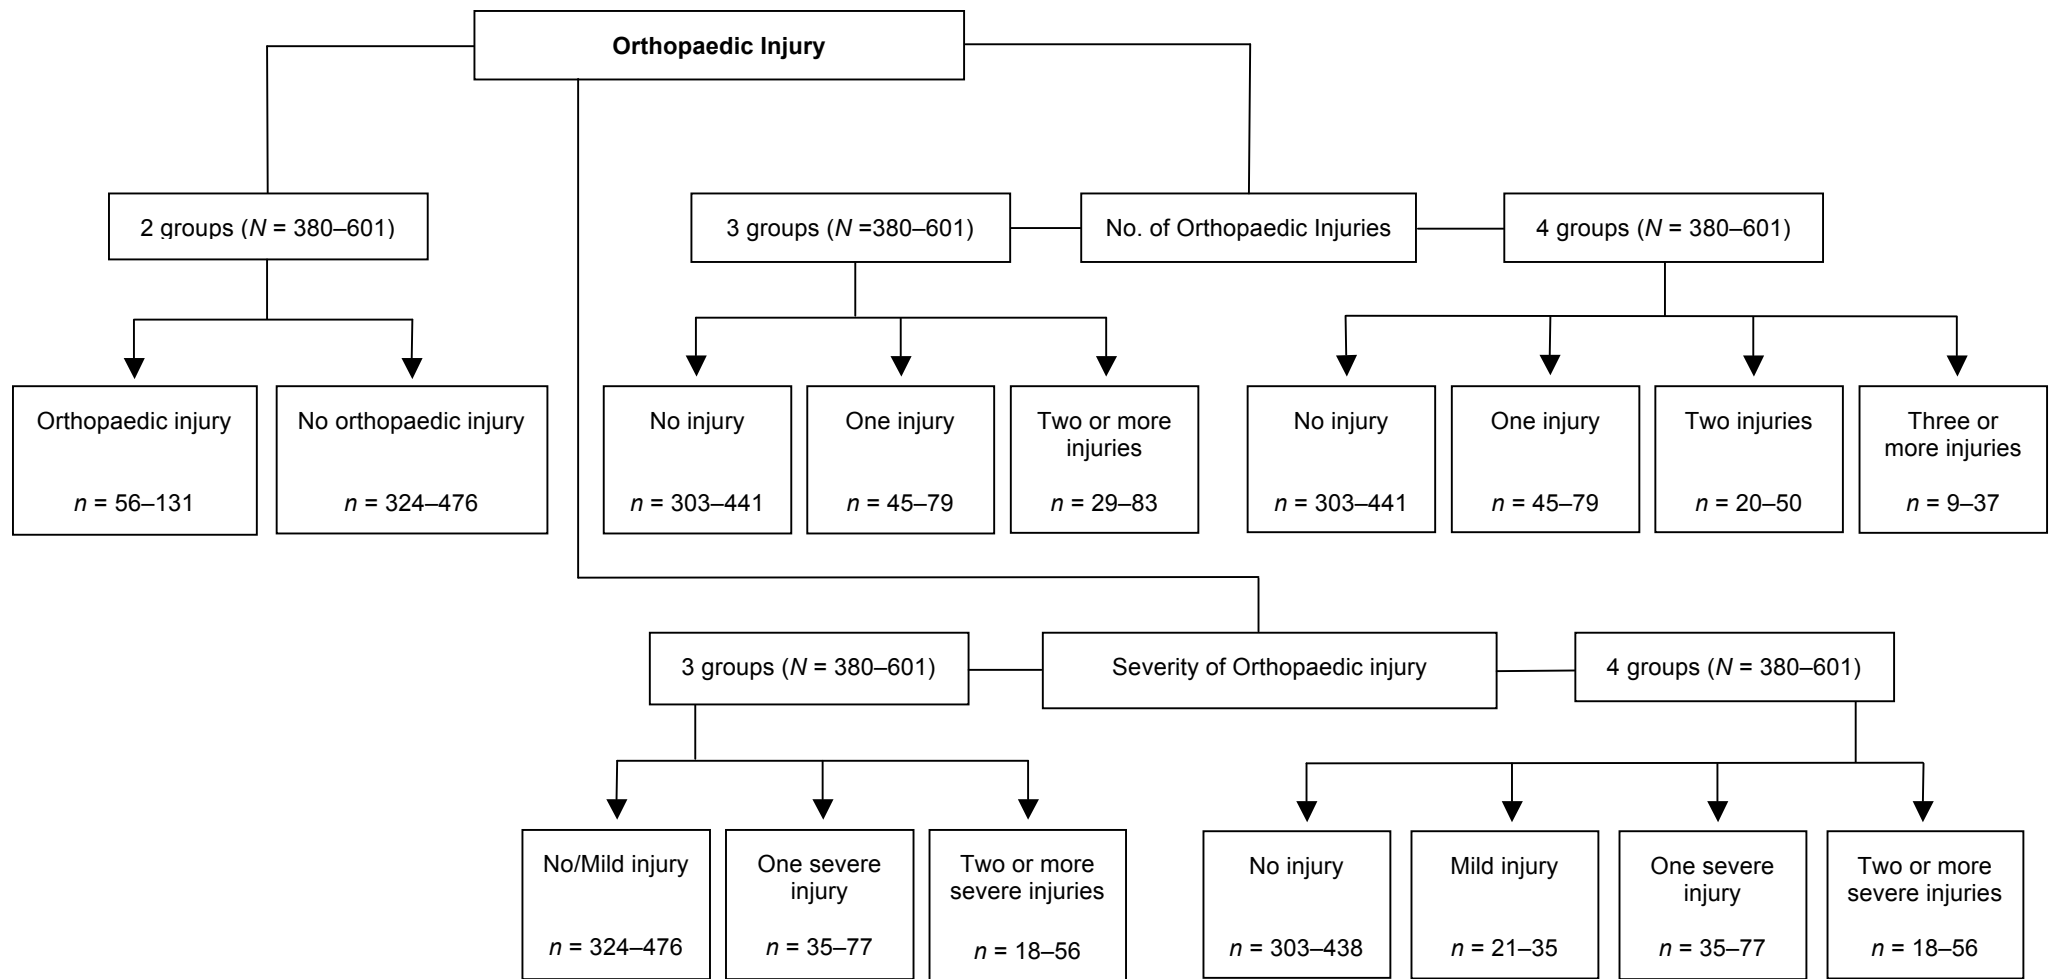 Orthopaedic Injury
2 groups (N = 380–601)
3 groups (N =380–601)
No. of Orthopaedic Injuries
4 groups (N = 380–601)
Orthopaedic injury
n = 56–131
No orthopaedic injury
n = 324–476
No injury
n = 303–441
One injury
n = 45–79
Two or more
injuries
n = 29–83
No injury
n = 303–441
One injury
n = 45–79
Two injuries
n = 20–50
Three or
more injuries
n = 9–37
3 groups (N = 380–601)
Severity of Orthopaedic injury
4 groups (N = 380–601)
No/Mild injury
n = 324–476
One severe
injury
n = 35–77
Two or more
severe injuries
n = 18–56
No injury
n = 303–438
Mild injury
n = 21–35
One severe
injury
n = 35–77
Two or more
severe injuries
n = 18–56